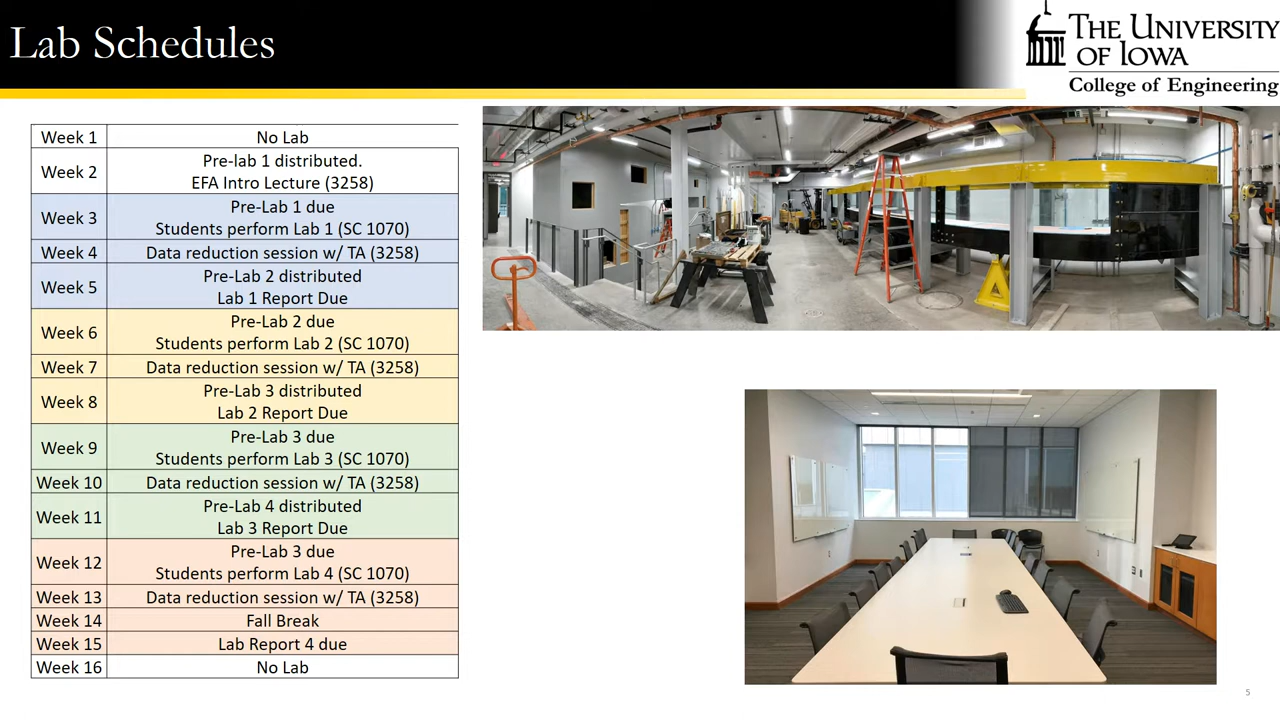 Lab Schedules
THE UNIVERSITY
OF IOWA
College of Engineering
Week 1 No Lab
Week 2 Pre-lab 1 distributed.
EFA Intro Lecture (3258)
Week 3 Pre-Lab 1 due
Students perform Lab 1 (SC 1070)
Week 4 Data reduction session w/ TA (3258)
Week 5 Pre-Lab 2 distributed
Lab 1 Report Due
Week 6 Pre-Lab 2 due
Students perform Lab 2 (SC 1070)
Week 7 Data reduction session w/ TA (3258)
Week 8 Pre-Lab 3 distributed
Lab 2 Report Due
Week 9 Pre-Lab 3 due
Students perform Lab 3 (SC 1070)
Week 10 Data reduction session w/ TA (3258)
Week 11 Pre-Lab 4 distributed
Lab 3 Report Due
Week 12 Pre-Lab 3 due
Students perform Lab 4 (SC 1070)
Week 13 Data reduction session w/ TA (3258)
Week 14 Fall Break
Week 15 Lab Report 4 due
Week 16 No Lab
5